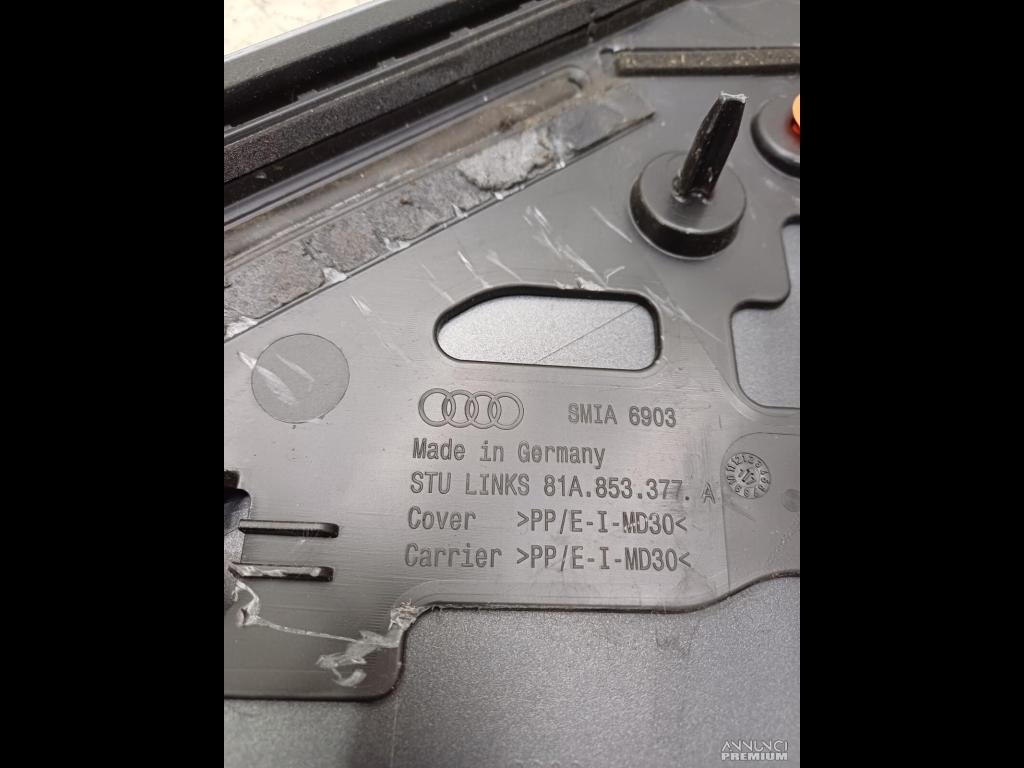 SMIA 6903
Made in Germany
STU LINKS 81A.853.377. A
Cover >PP/E-I-MD30<
Carrier >PP/E-I-MD30<
ANNUNCI
PREMIUM